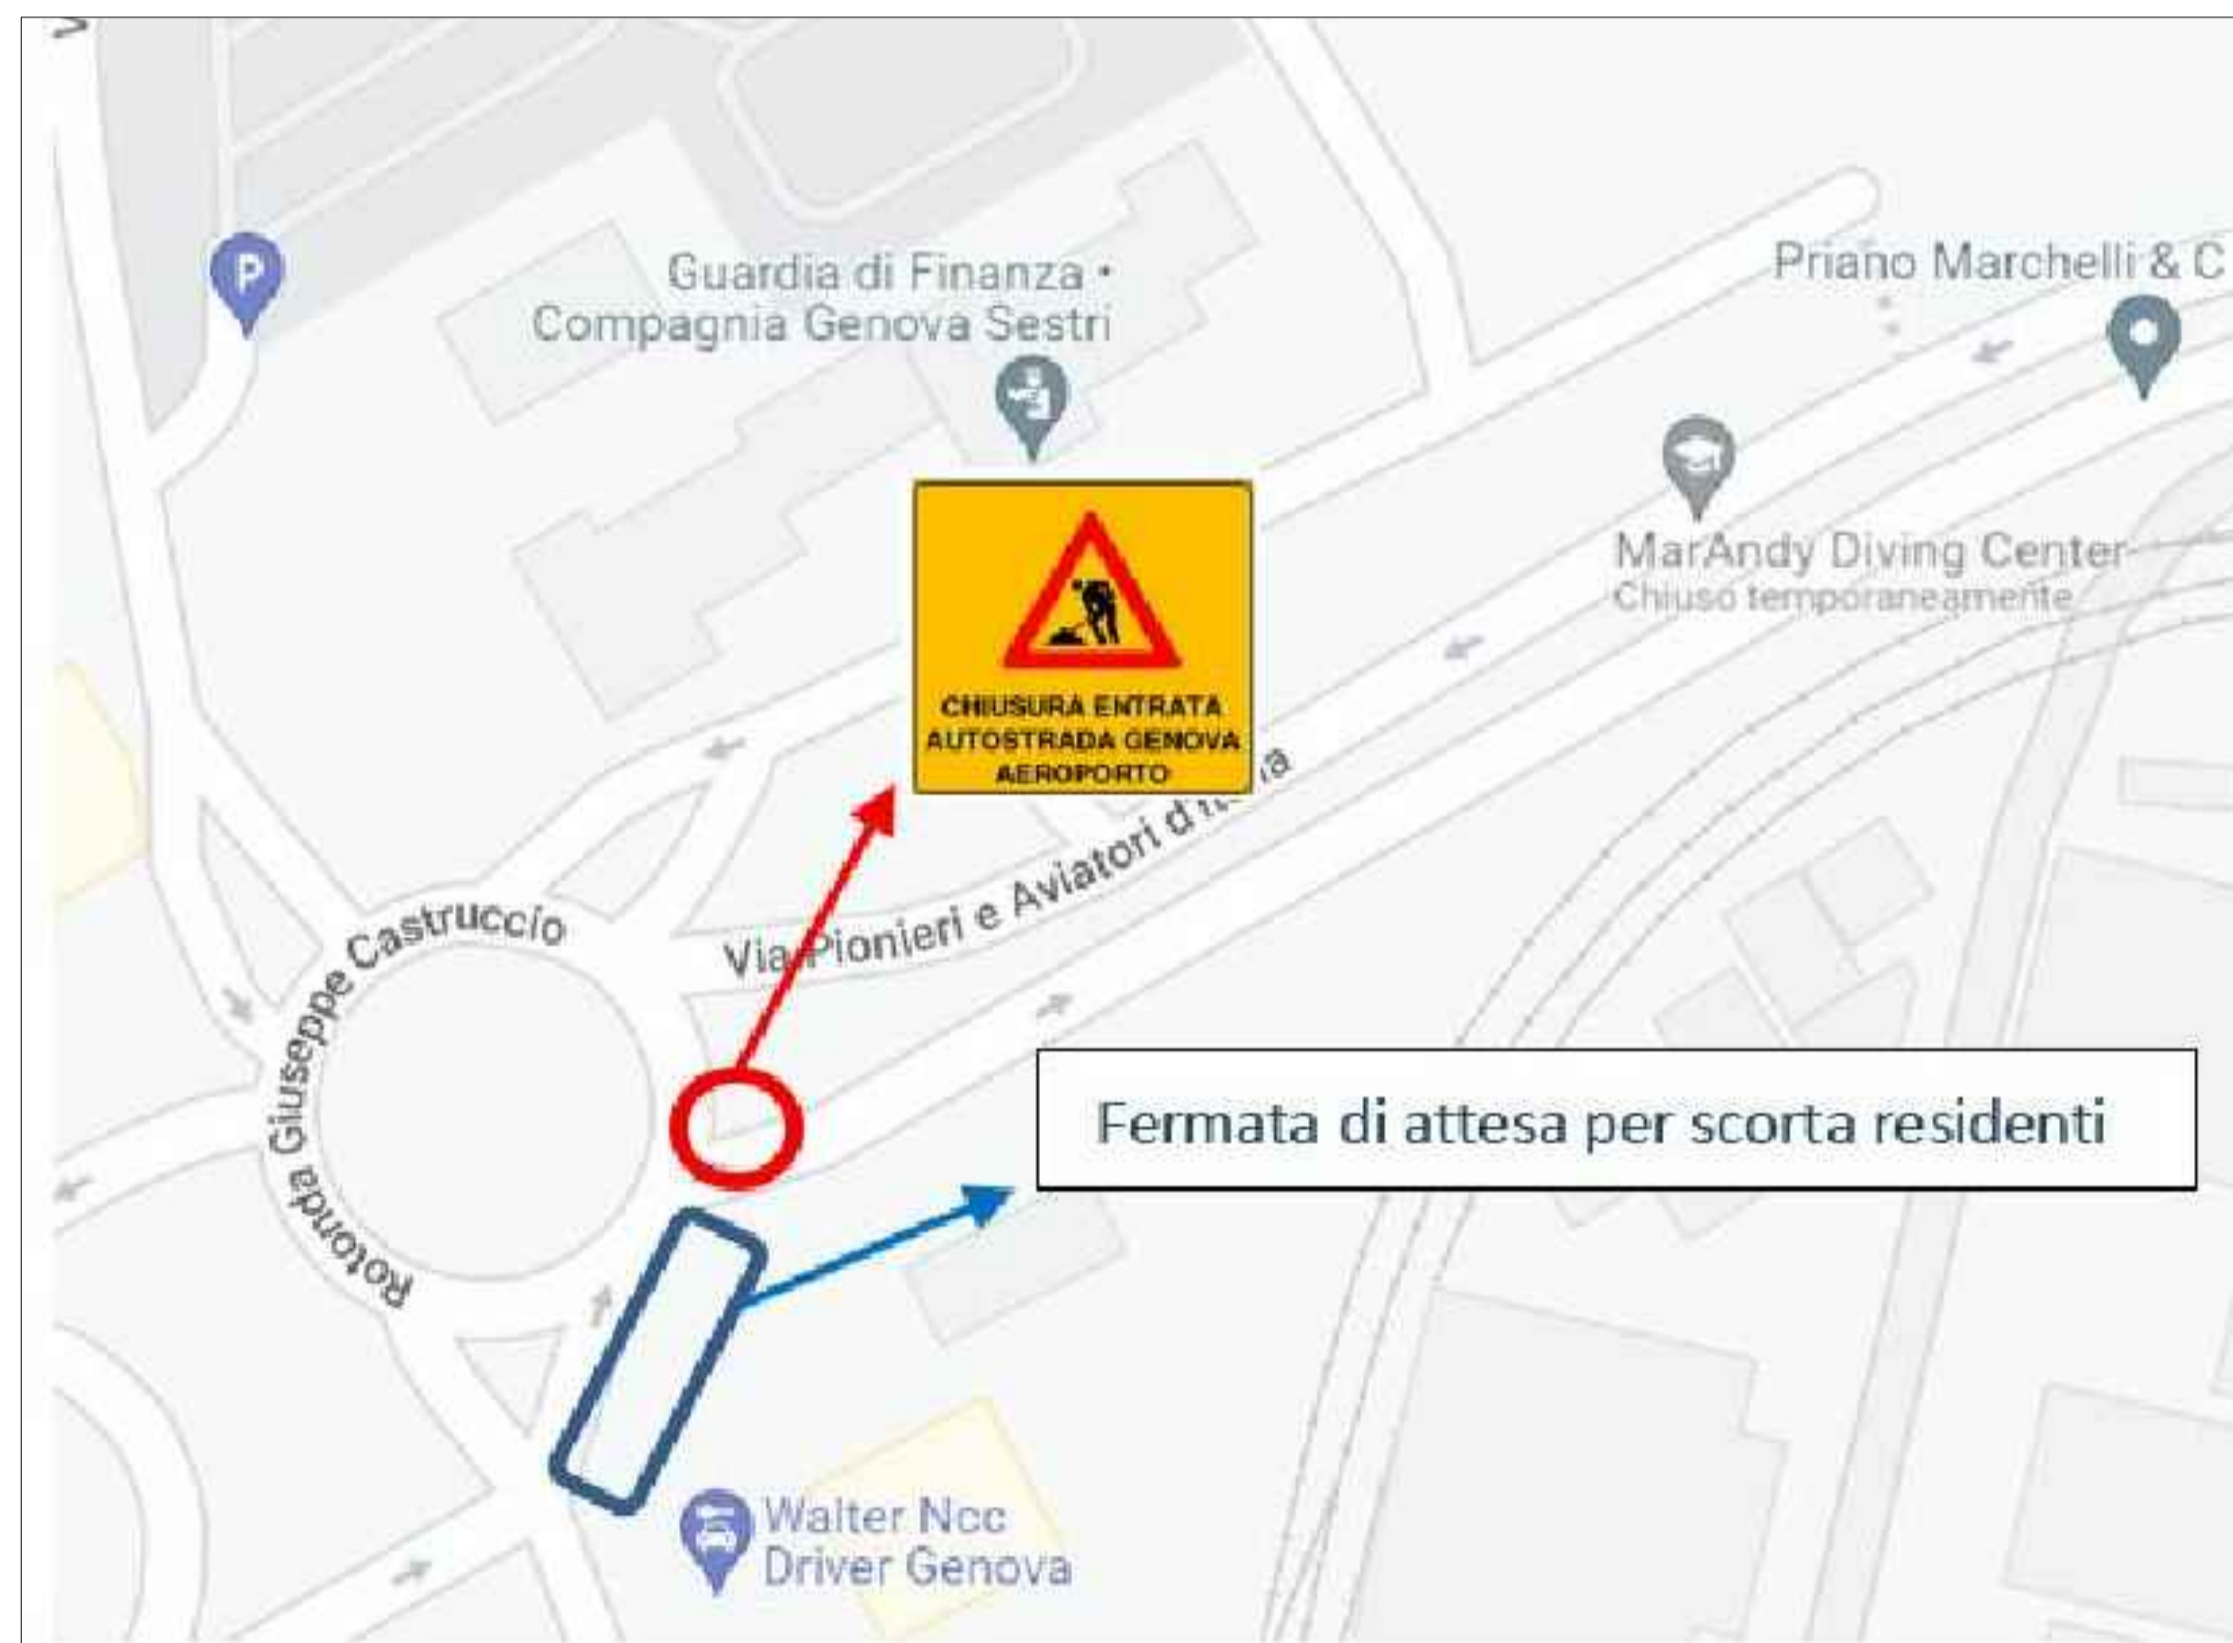 P
Guardia di Finanza •
Compagnia Genova Sestri
Priano Marchelli & C
MarAndy Diving Center
Chiuso temporaneamente
CHIUSURA ENTRATA
AUTOSTRADA GENOVA
AEROPORTO
Via Pionieri e Aviatori
Rotonda Giuseppe Castruccio
Fermata di attesa per scorta residenti
Walter Ncc
Driver Genova